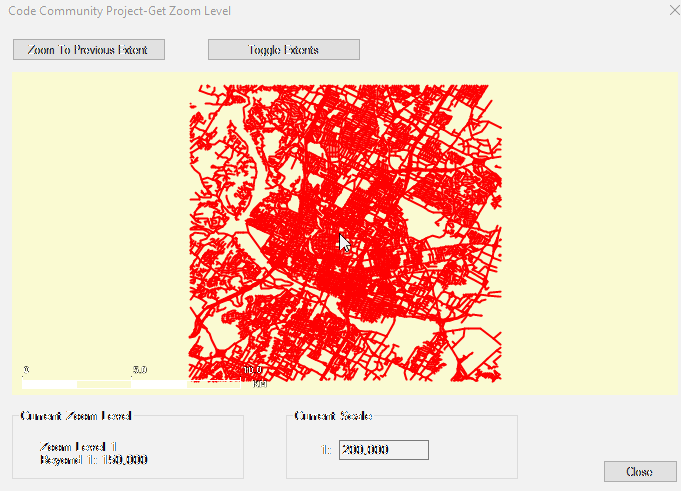 Code Community Project-Get Zoom Level
Zoom To Previous Extent
Toggle Extents
0 5.0 10.0
Current Zoom Level
Zoom Level 1
Beyond 1: 150,000
Current Scale
1: 200,000
Close